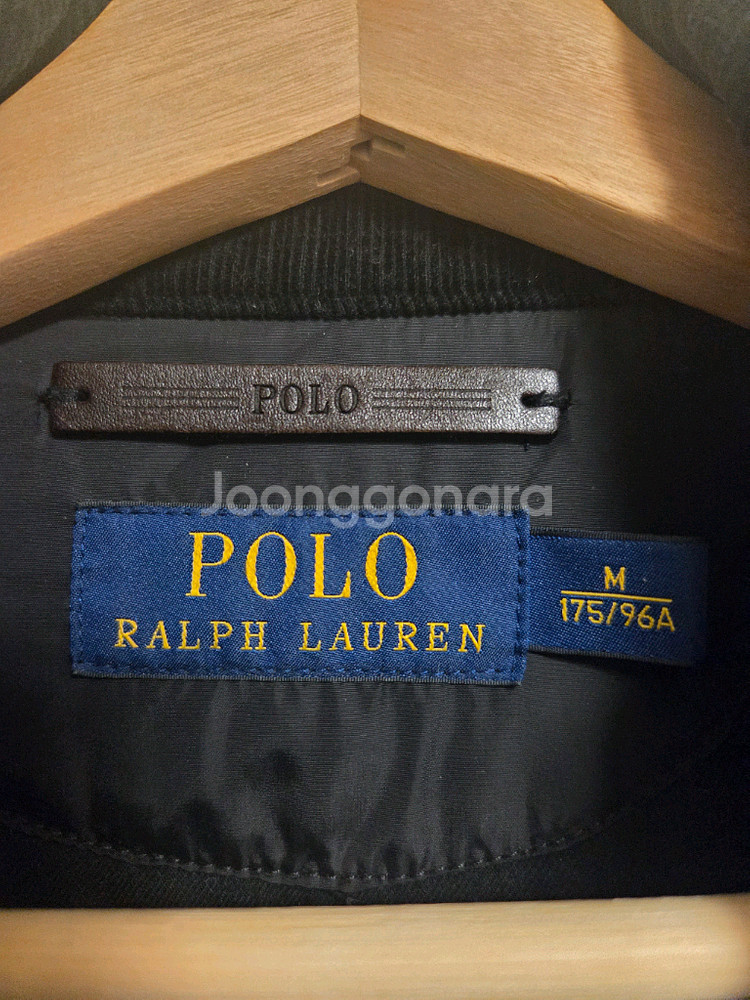 POLO
Joonggonara
POLO
RALPH LAUREN
M
175/96A